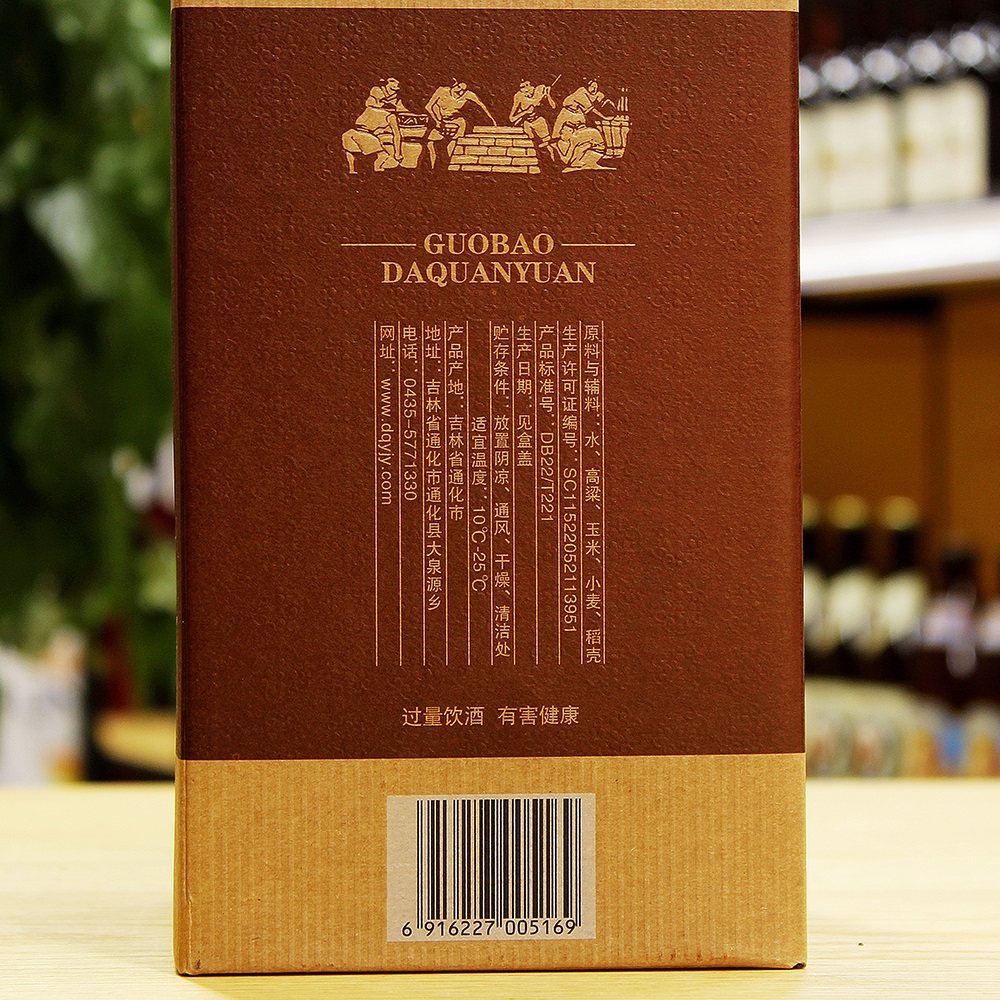 GUOBAO
DAQUANYUAN
原料与辅料：水、高粱、玉米、小麦、稻壳
生产许可证编号：SC11522052113951
产品标准号：DB22/T221
生产日期：见盒盖
贮存条件：放置阴凉、通风、干燥、清洁处
适宜温度：10℃-25℃
产品产地：吉林省通化市
地址：吉林省通化市通化县大泉源乡
电话：0435-5771330
网址：www.dqyjy.com
过量饮酒 有害健康
6 916227 005169